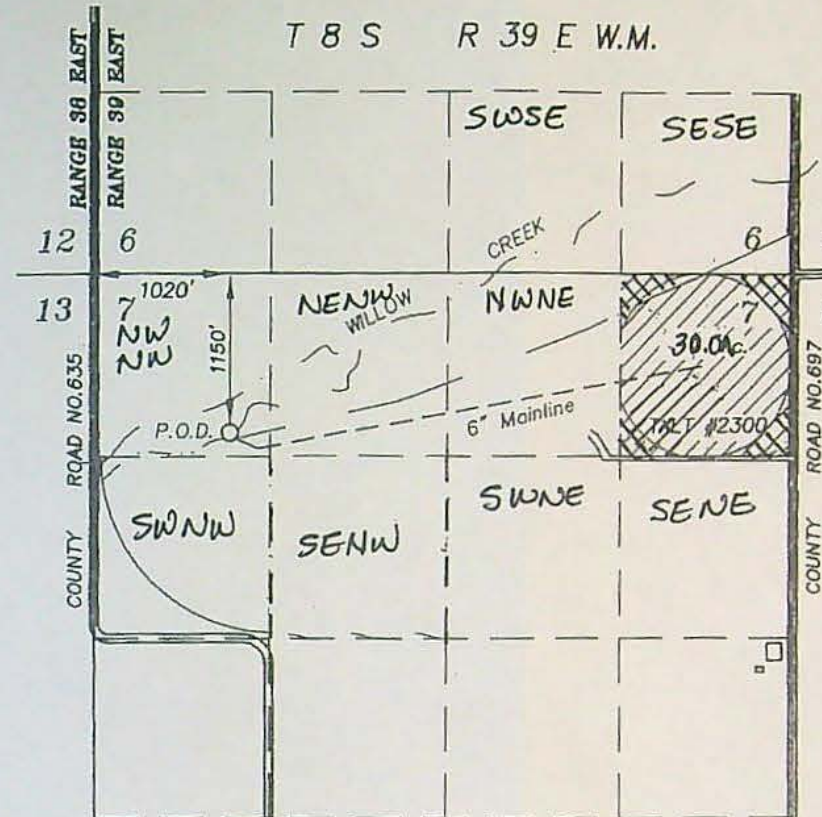 T 8 S R 39 E W.M.
RANGE 38 EAST
RANGE 39 EAST
SWSE
SESE
12 6
6
CREEK
13 7
1020'
NW
NW
NENW
NWNE
7
WILLOW
1150'
30.0Ac.
P.O.D.
6" Mainline
#2300
COUNTY ROAD NO.635
COUNTY ROAD NO.697
SWNW
SENW
SWNE
SENE